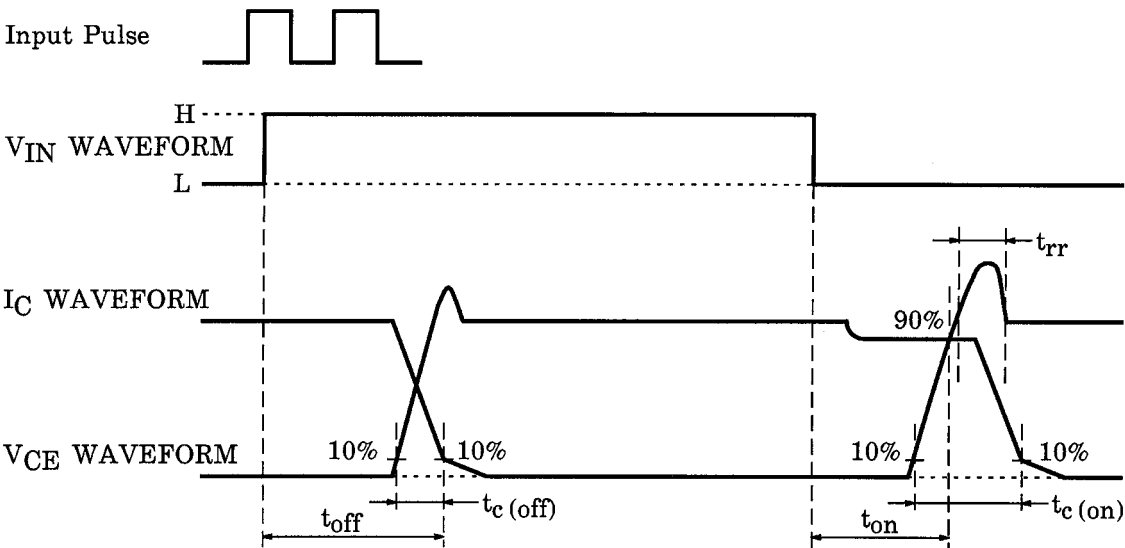 Input Pulse
H
VIN WAVEFORM
L
trr
IC WAVEFORM
90%
VCE WAVEFORM
10%
10%
10%
10%
tc (off)
tc (on)
toff
ton